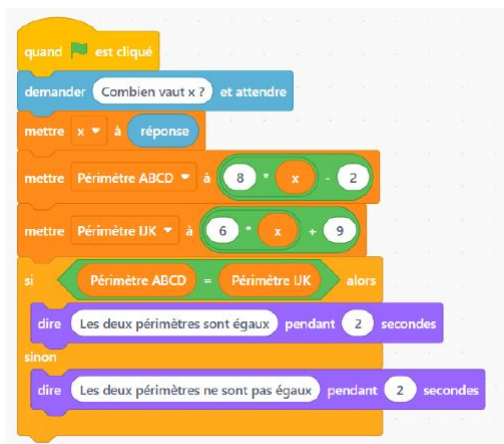 quand est cliqué
demander Combien vaut x ? et attendre
mettre x à réponse
mettre Périmètre ABCD à 8 * x - 2
mettre Périmètre IJK à 6 * x + 9
si Périmètre ABCD = Périmètre IJK alors
dire Les deux périmètres sont égaux pendant 2 secondes
sinon
dire Les deux périmètres ne sont pas égaux pendant 2 secondes